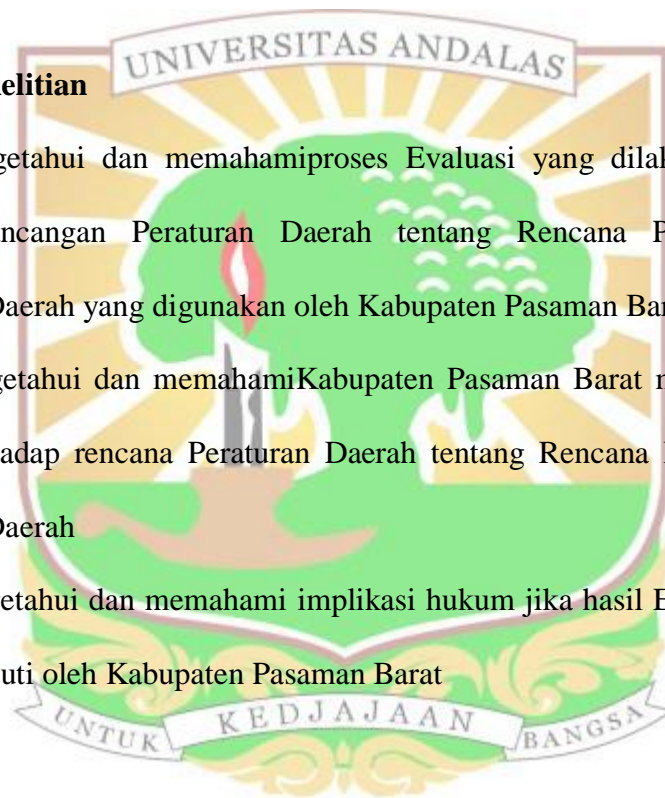 UNIVERSITAS ANDALAS
elitian
getahui dan memahamiproses Evaluasi yang dilak
ncangan Peraturan Daerah tentang Rencana P
Daerah yang digunakan oleh Kabupaten Pasaman Bar
getahui dan memahamiKabupaten Pasaman Barat
adap rencana Peraturan Daerah tentang Rencana
Daerah
etahui dan memahami implikasi hukum jika hasil E
uti oleh Kabupaten Pasaman Barat
UNTUK KEDJAJAAN BANGSA